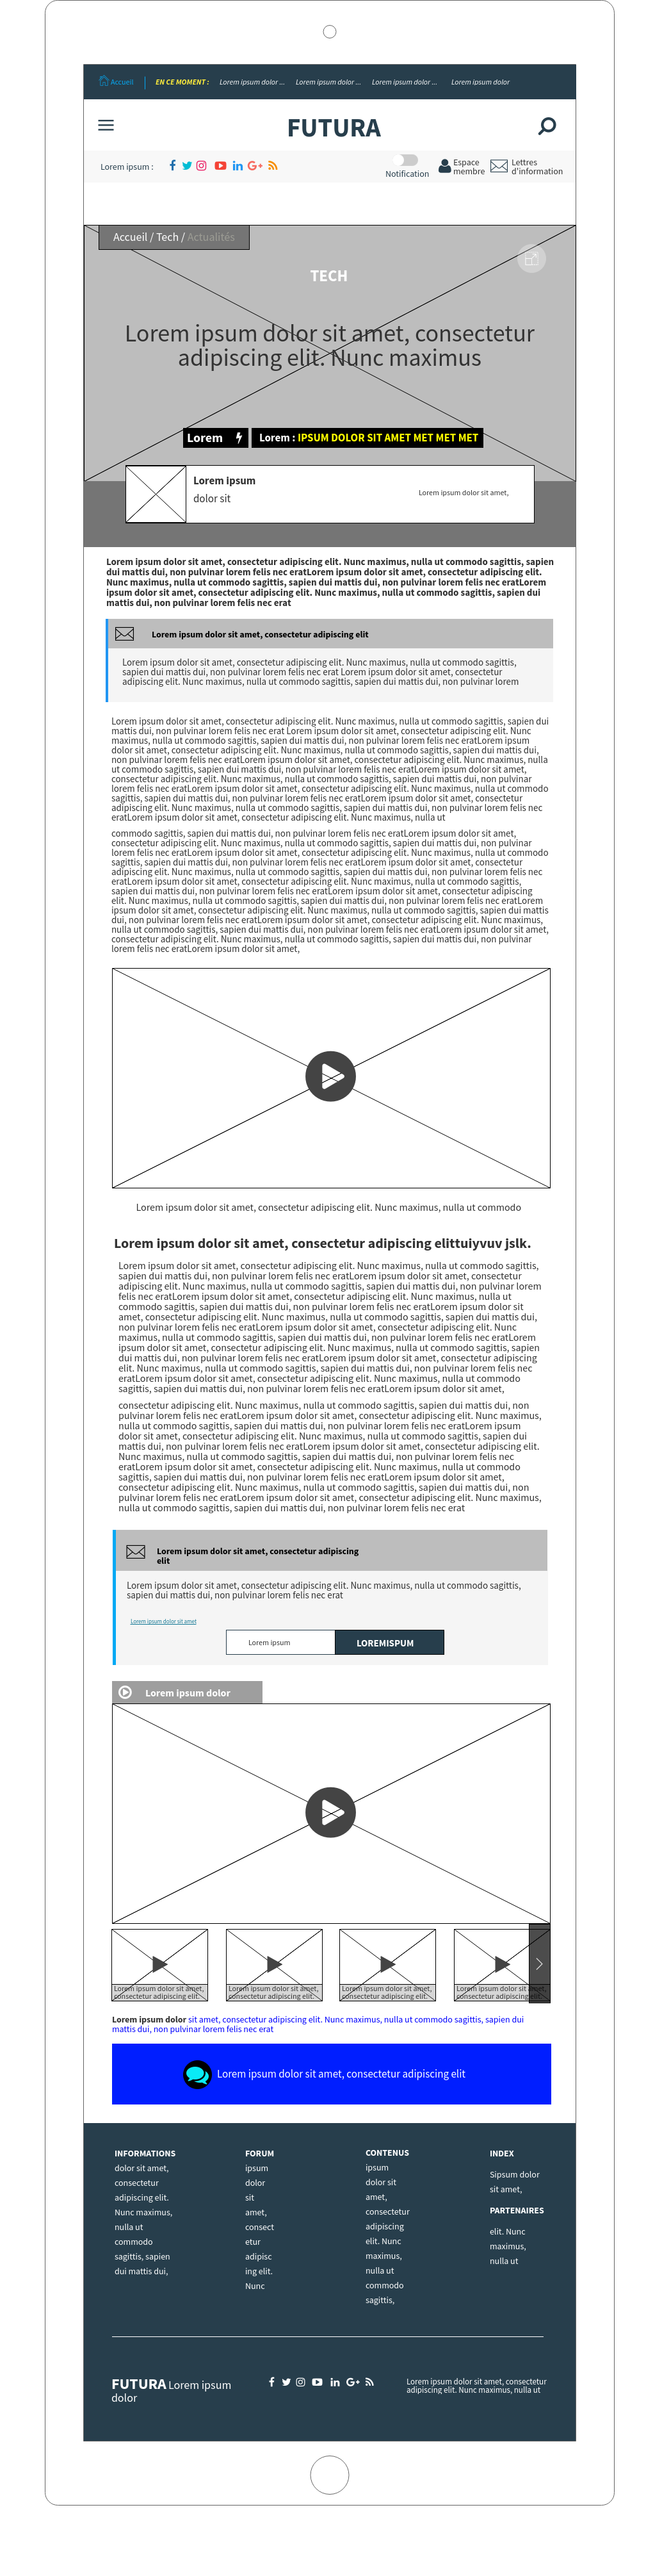 Accueil EN CE MOMENT : Lorem ipsum dolor ... Lorem ipsum dolor ... Lorem ipsum dolor ... Lorem ipsum dolor
FUTURA
Lorem ipsum :
Notification
Espace
membre
Lettres
d'information
Accueil / Tech / Actualités
TECH
Lorem ipsum dolor sit amet, consectetur
adipiscing elit. Nunc maximus
Lorem
Lorem : IPSUM DOLOR SIT AMET MET MET MET
Lorem ipsum
dolor sit
Lorem ipsum dolor sit amet,
Lorem ipsum dolor sit amet, consectetur adipiscing elit. Nunc maximus, nulla ut commodo sagittis, sapien
dui mattis dui, non pulvinar lorem felis nec eratLorem ipsum dolor sit amet, consectetur adipiscing elit.
Nunc maximus, nulla ut commodo sagittis, sapien dui mattis dui, non pulvinar lorem felis nec eratLorem
ipsum dolor sit amet, consectetur adipiscing elit. Nunc maximus, nulla ut commodo sagittis, sapien dui
mattis dui, non pulvinar lorem felis nec erat
Lorem ipsum dolor sit amet, consectetur adipiscing elit
Lorem ipsum dolor sit amet, consectetur adipiscing elit. Nunc maximus, nulla ut commodo sagittis,
sapien dui mattis dui, non pulvinar lorem felis nec erat Lorem ipsum dolor sit amet, consectetur
adipiscing elit. Nunc maximus, nulla ut commodo sagittis, sapien dui mattis dui, non pulvinar lorem
Lorem ipsum dolor sit amet, consectetur adipiscing elit. Nunc maximus, nulla ut commodo sagittis, sapien dui
mattis dui, non pulvinar lorem felis nec erat Lorem ipsum dolor sit amet, consectetur adipiscing elit. Nunc
maximus, nulla ut commodo sagittis, sapien dui mattis dui, non pulvinar lorem felis nec eratLorem ipsum
dolor sit amet, consectetur adipiscing elit. Nunc maximus, nulla ut commodo sagittis, sapien dui mattis dui,
non pulvinar lorem felis nec eratLorem ipsum dolor sit amet, consectetur adipiscing elit. Nunc maximus, nulla
ut commodo sagittis, sapien dui mattis dui, non pulvinar lorem felis nec eratLorem ipsum dolor sit amet,
consectetur adipiscing elit. Nunc maximus, nulla ut commodo sagittis, sapien dui mattis dui, non pulvinar
lorem felis nec eratLorem ipsum dolor sit amet, consectetur adipiscing elit. Nunc maximus, nulla ut commodo
sagittis, sapien dui mattis dui, non pulvinar lorem felis nec eratLorem ipsum dolor sit amet, consectetur
adipiscing elit. Nunc maximus, nulla ut commodo sagittis, sapien dui mattis dui, non pulvinar lorem felis nec
eratLorem ipsum dolor sit amet, consectetur adipiscing elit. Nunc maximus, nulla ut
commodo sagittis, sapien dui mattis dui, non pulvinar lorem felis nec eratLorem ipsum dolor sit amet,
consectetur adipiscing elit. Nunc maximus, nulla ut commodo sagittis, sapien dui mattis dui, non pulvinar
lorem felis nec eratLorem ipsum dolor sit amet, consectetur adipiscing elit. Nunc maximus, nulla ut commodo
sagittis, sapien dui mattis dui, non pulvinar lorem felis nec eratLorem ipsum dolor sit amet, consectetur
adipiscing elit. Nunc maximus, nulla ut commodo sagittis, sapien dui mattis dui, non pulvinar lorem felis nec
eratLorem ipsum dolor sit amet, consectetur adipiscing elit. Nunc maximus, nulla ut commodo sagittis,
sapien dui mattis dui, non pulvinar lorem felis nec eratLorem ipsum dolor sit amet, consectetur adipiscing
elit. Nunc maximus, nulla ut commodo sagittis, sapien dui mattis dui, non pulvinar lorem felis nec eratLorem
ipsum dolor sit amet, consectetur adipiscing elit. Nunc maximus, nulla ut commodo sagittis, sapien dui mattis
dui, non pulvinar lorem felis nec eratLorem ipsum dolor sit amet, consectetur adipiscing elit. Nunc maximus,
nulla ut commodo sagittis, sapien dui mattis dui, non pulvinar lorem felis nec eratLorem ipsum dolor sit amet,
consectetur adipiscing elit. Nunc maximus, nulla ut commodo sagittis, sapien dui mattis dui, non pulvinar
lorem felis nec eratLorem ipsum dolor sit amet,
Lorem ipsum dolor sit amet, consectetur adipiscing elit. Nunc maximus, nulla ut commodo
Lorem ipsum dolor sit amet, consectetur adipiscing elittuiyvuv jslk.
Lorem ipsum dolor sit amet, consectetur adipiscing elit. Nunc maximus, nulla ut commodo sagittis,
sapien dui mattis dui, non pulvinar lorem felis nec eratLorem ipsum dolor sit amet, consectetur
adipiscing elit. Nunc maximus, nulla ut commodo sagittis, sapien dui mattis dui, non pulvinar lorem
felis nec eratLorem ipsum dolor sit amet, consectetur adipiscing elit. Nunc maximus, nulla ut
commodo sagittis, sapien dui mattis dui, non pulvinar lorem felis nec eratLorem ipsum dolor sit
amet, consectetur adipiscing elit. Nunc maximus, nulla ut commodo sagittis, sapien dui mattis dui,
non pulvinar lorem felis nec eratLorem ipsum dolor sit amet, consectetur adipiscing elit. Nunc
maximus, nulla ut commodo sagittis, sapien dui mattis dui, non pulvinar lorem felis nec eratLorem
ipsum dolor sit amet, consectetur adipiscing elit. Nunc maximus, nulla ut commodo sagittis, sapien
dui mattis dui, non pulvinar lorem felis nec eratLorem ipsum dolor sit amet, consectetur adipiscing
elit. Nunc maximus, nulla ut commodo sagittis, sapien dui mattis dui, non pulvinar lorem felis nec
eratLorem ipsum dolor sit amet, consectetur adipiscing elit. Nunc maximus, nulla ut commodo
sagittis, sapien dui mattis dui, non pulvinar lorem felis nec eratLorem ipsum dolor sit amet,
consectetur adipiscing elit. Nunc maximus, nulla ut commodo sagittis, sapien dui mattis dui, non
pulvinar lorem felis nec eratLorem ipsum dolor sit amet, consectetur adipiscing elit. Nunc maximus,
nulla ut commodo sagittis, sapien dui mattis dui, non pulvinar lorem felis nec eratLorem ipsum
dolor sit amet, consectetur adipiscing elit. Nunc maximus, nulla ut commodo sagittis, sapien dui
mattis dui, non pulvinar lorem felis nec eratLorem ipsum dolor sit amet, consectetur adipiscing elit.
Nunc maximus, nulla ut commodo sagittis, sapien dui mattis dui, non pulvinar lorem felis nec
eratLorem ipsum dolor sit amet, consectetur adipiscing elit. Nunc maximus, nulla ut commodo
sagittis, sapien dui mattis dui, non pulvinar lorem felis nec eratLorem ipsum dolor sit amet,
consectetur adipiscing elit. Nunc maximus, nulla ut commodo sagittis, sapien dui mattis dui, non
pulvinar lorem felis nec eratLorem ipsum dolor sit amet, consectetur adipiscing elit. Nunc maximus,
nulla ut commodo sagittis, sapien dui mattis dui, non pulvinar lorem felis nec erat
Lorem ipsum dolor sit amet, consectetur adipiscing
elit
Lorem ipsum dolor sit amet, consectetur adipiscing elit. Nunc maximus, nulla ut commodo sagittis,
sapien dui mattis dui, non pulvinar lorem felis nec erat
Lorem ipsum dolor sit amet
Lorem ipsum
LOREMISPUM
Lorem ipsum dolor
Lorem ipsum dolor sit amet,
consectetur adipiscing elit.
Lorem ipsum dolor sit amet,
consectetur adipiscing elit.
Lorem ipsum dolor sit amet,
consectetur adipiscing elit.
Lorem ipsum dolor sit amet,
consectetur adipiscing elit.
Lorem ipsum dolor sit amet, consectetur adipiscing elit. Nunc maximus, nulla ut commodo sagittis, sapien dui
mattis dui, non pulvinar lorem felis nec erat
Lorem ipsum dolor sit amet, consectetur adipiscing elit
INFORMATIONS
dolor sit amet,
consectetur
adipiscing elit.
Nunc maximus,
nulla ut
commodo
sagittis, sapien
dui mattis dui,
FORUM
ipsum
dolor
sit
amet,
consect
etur
adipisc
ing elit.
Nunc
CONTENUS
ipsum
dolor sit
amet,
consectetur
adipiscing
elit. Nunc
maximus,
nulla ut
commodo
sagittis,
INDEX
Sipsum dolor
sit amet,
PARTENAIRES
elit. Nunc
maximus,
nulla ut
FUTURA Lorem ipsum
dolor
Lorem ipsum dolor sit amet, consectetur
adipiscing elit. Nunc maximus, nulla ut